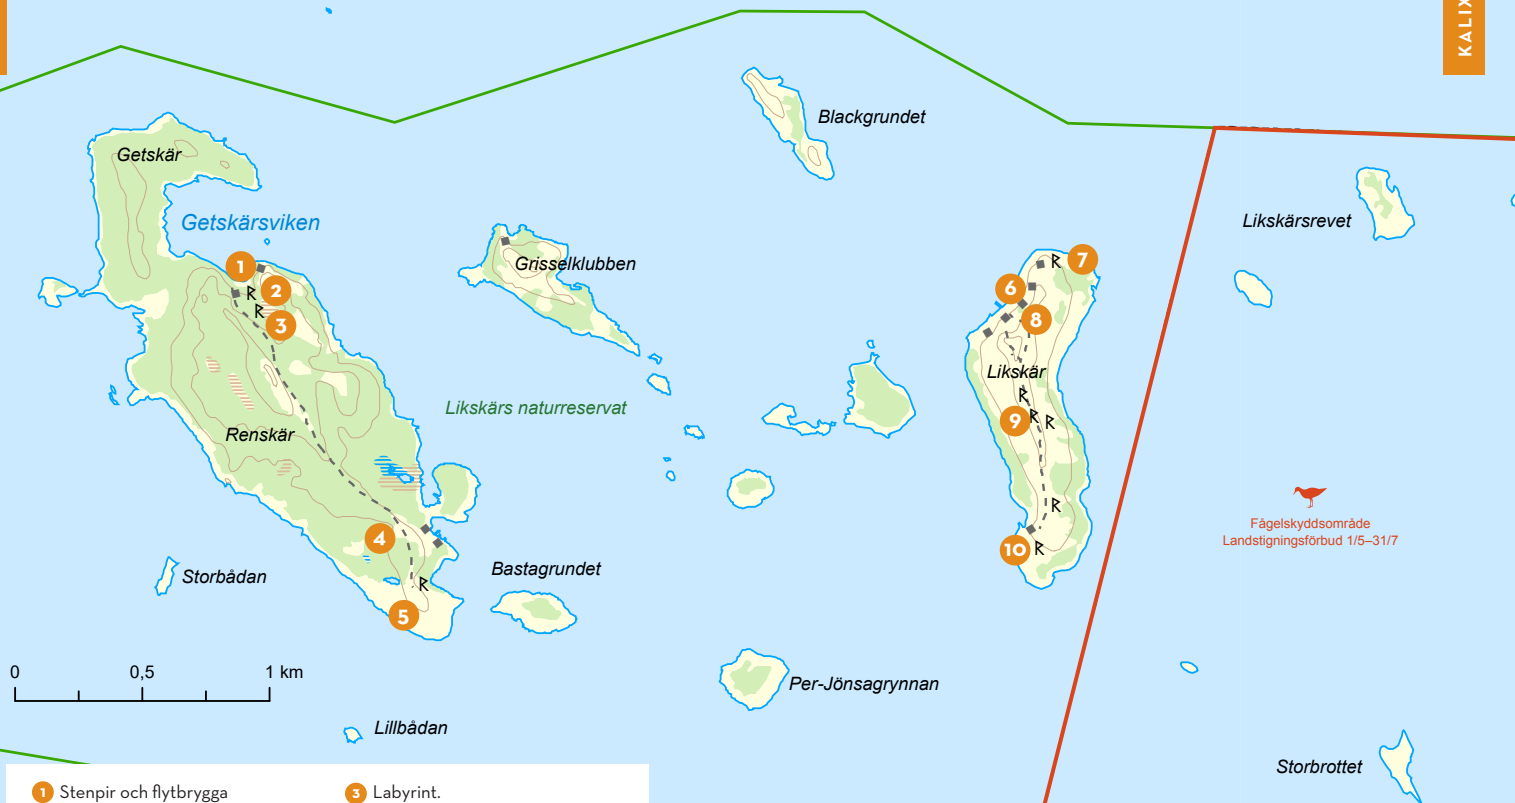 KALIX
Blackgrundet
Getskär
Getskärsviken
Likskärsrevet
Grisselklubben
1
2
3
6
7
8
Likskär
Likskärs naturreservat
9
Renskär
Fågelskyddsområde
Landstigningsförbud 1/5–31/7
4
10
Bastagrundet
Storbådan
5
0 0,5 1 km
Per-Jönsagrynnan
Lillbådan
Storbrottet
1 Stenpir och flytbrygga
3 Labyrint.